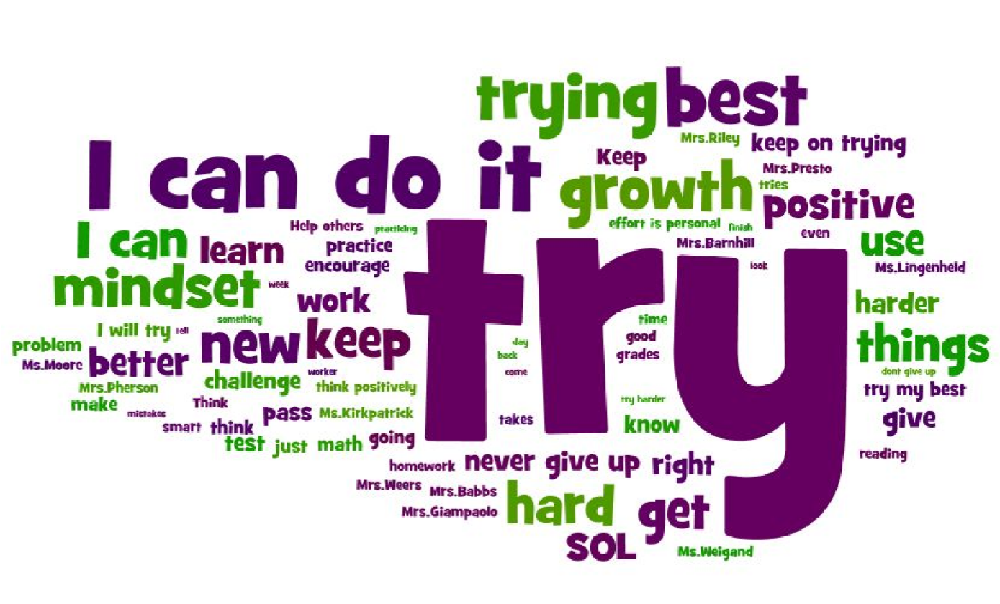 trying best
Mrs.Riley keep on trying
I can do it
Keep
Mrs.Presto
growth tries
positive
effort is personal finish
Help others practicing
even
I can learn
practice
Mrs.Barnhill
use
encourage
look
Ms.Lingenheld
mindset week
work
harder
something
time
I will try tell
try
good
problem
new keep
day
things
Ms.Moore better
back
grades
challenge worker
come
dont give up
Mrs.Pherson
think positively
try my best
make
Think
try harder
mistakes
pass Ms.Kirkpatrick
takes
know
give
smart think
test just math going
reading
homework never give up right
Mrs.Weers Mrs.Babbs
hard get
Mrs.Giampaolo
SOL
Ms.Weigand